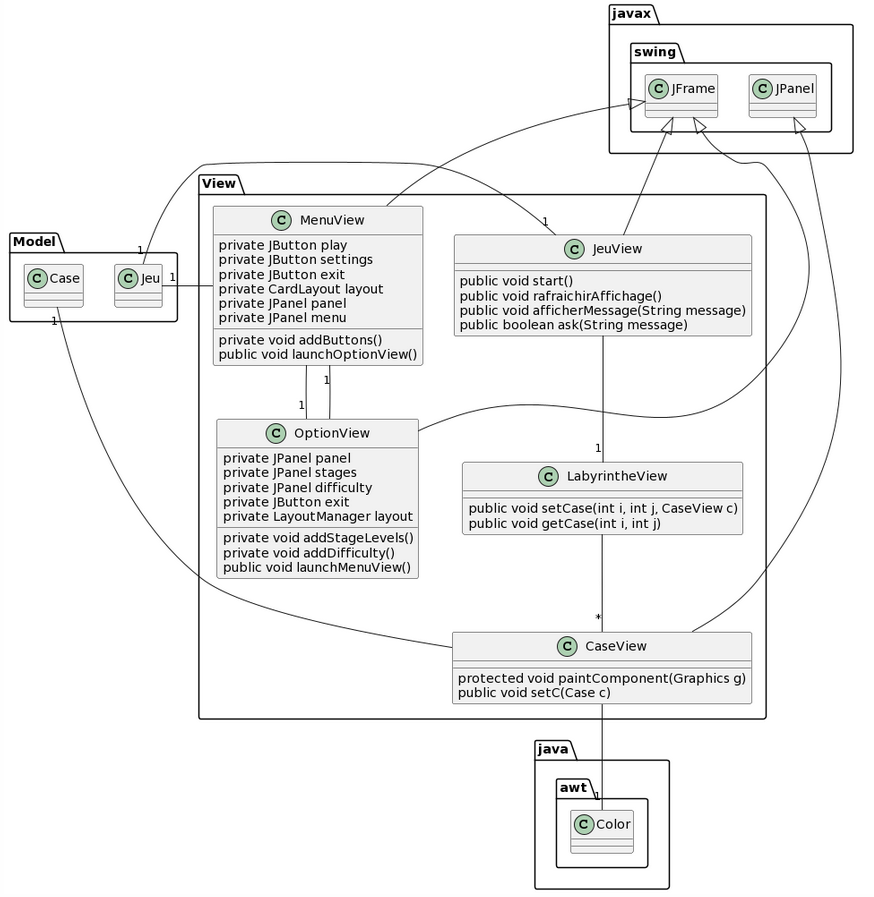 javax
swing
C JFrame
C JPanel
View
C MenuView
private JButton play
private JButton settings
private JButton exit
private CardLayout layout
private JPanel panel
private JPanel menu
private void addButtons()
public void launchOptionView()
1
C JeuView
public void start()
public void rafraichirAffichage()
public void afficherMessage(String message)
public boolean ask(String message)
Model
1
C Case
C Jeu
1
1
1
1
C OptionView
private JPanel panel
private JPanel stages
private JPanel difficulty
private JButton exit
private LayoutManager layout
private void addStageLevels()
private void addDifficulty()
public void launchMenuView()
1
C LabyrintheView
public void setCase(int i, int j, CaseView c)
public void getCase(int i, int j)
*
C CaseView
protected void paintComponent(Graphics g)
public void setC(Case c)
java
awt
1
C Color